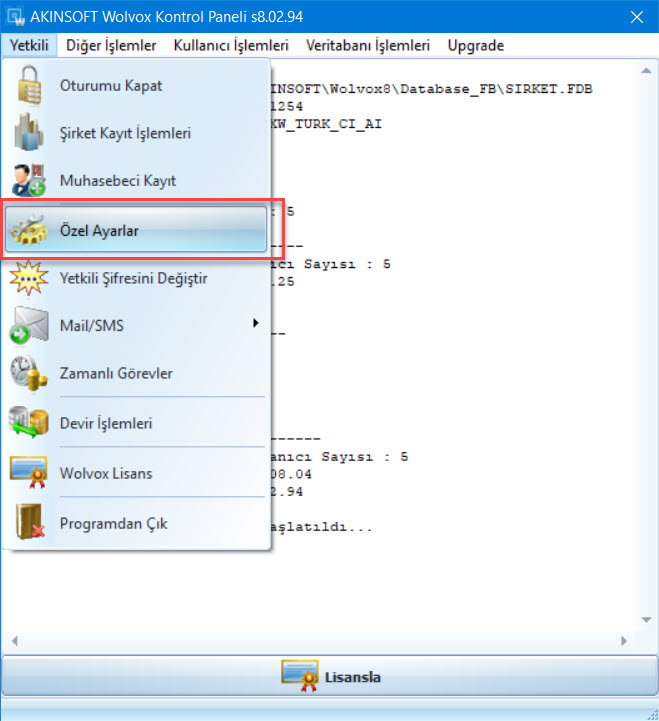 AKINSOFT Wolvox Kontrol Paneli s8.02.94
Yetkili Diğer İşlemler Kullanıcı İşlemleri Veritabanı İşlemleri Upgrade
Oturumu Kapat
INSOFT\Wolvox8\Database_FB\SIRKET.FDB
1254
Şirket Kayıt İşlemleri
XW_TURK_CI_AI
Muhasebeci Kayıt
: 5
Özel Ayarlar
----
ıcı Sayısı : 5
Yetkili Şifresini Değiştir
.25
Mail/SMS
--
Zamanlı Görevler
Devir İşlemleri
------
anıcı Sayısı : 5
Wolvox Lisans
08.04
2.94
Programdan Çık
aşlatıldı...
Lisansla